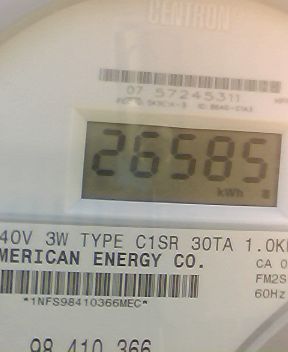 CENTRON
07 57245311
26585
kWh
40V 3W TYPE C1SR 30TA 1.0K
MERICAN ENERGY CO.
CA 0
FM2S
60Hz
*1NFS98410366MEC*
98 410 366